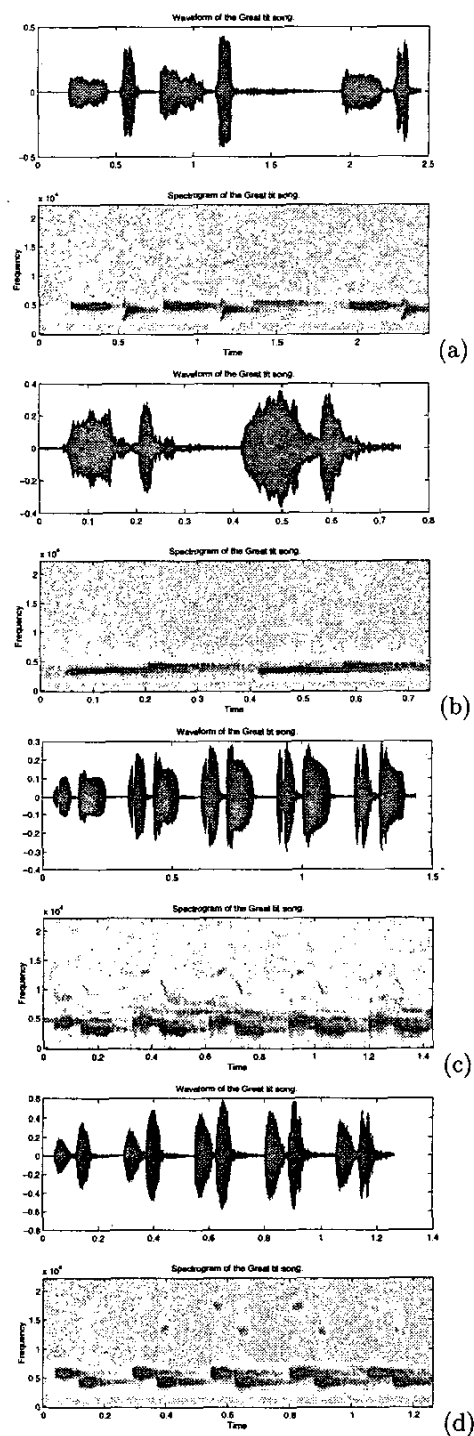 Waveform of the Great tit song.
0.5
0
-0.5
0 0.5 1 1.5 2 2.5
Spectrogram of the Great tit song.
x 10^4
2
1.5
1
0.5
0
Frequency
0 0.5 1 1.5 2
Time
(a)
Waveform of the Great tit song.
0.4
0.2
0
-0.2
-0.4
0 0.1 0.2 0.3 0.4 0.5 0.6 0.7 0.8
Spectrogram of the Great tit song.
x 10^4
2
1.5
1
0.5
0
Frequency
0 0.1 0.2 0.3 0.4 0.5 0.6 0.7
Time
(b)
Waveform of the Great tit song.
0.3
0.2
0.1
0
-0.1
-0.2
-0.3
-0.4
0 0.5 1 1.5
Spectrogram of the Great tit song.
x 10^4
2
1.5
1
0.5
0
Frequency
0 0.2 0.4 0.6 0.8 1 1.2 1.4
Time
(c)
Waveform of the Great tit song.
0.6
0.4
0.2
0
-0.2
-0.4
-0.6
-0.8
0 0.2 0.4 0.6 0.8 1 1.2 1.4
Spectrogram of the Great tit song.
x 10^4
2
1.5
1
0.5
0
Frequency
0 0.2 0.4 0.6 0.8 1 1.2
Time
(d)